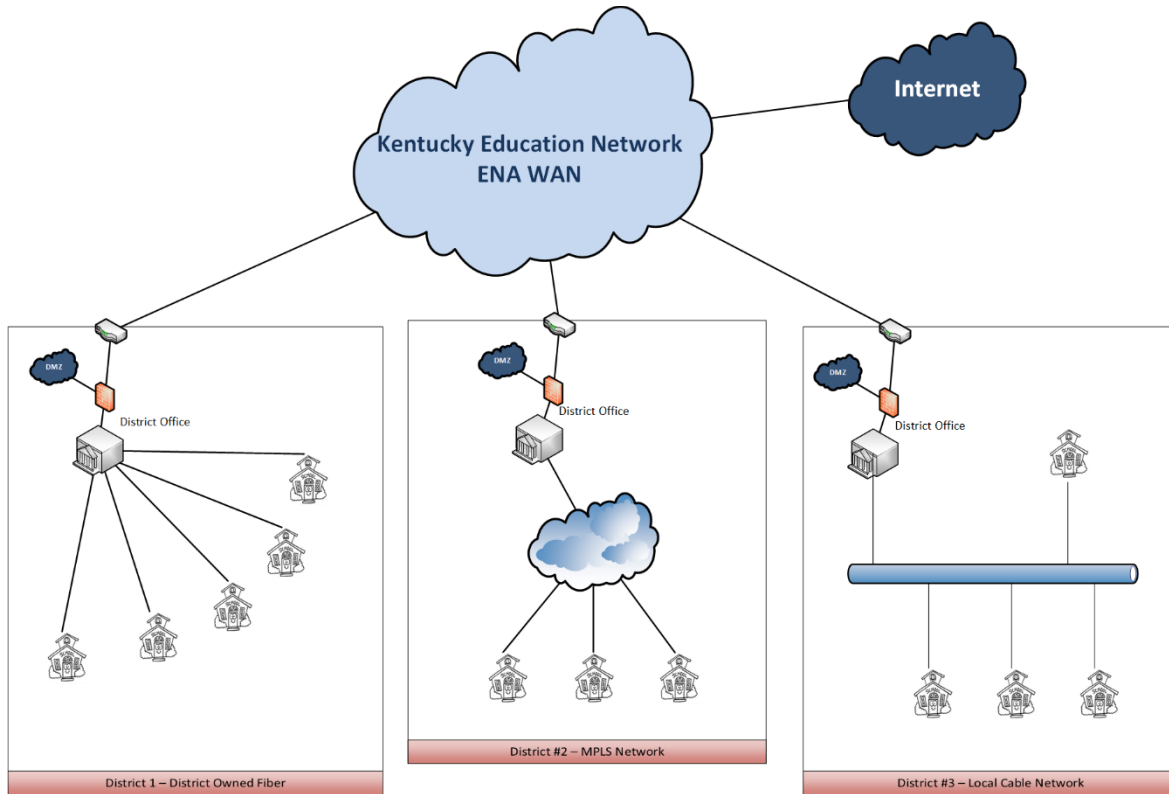 Internet
Kentucky Education Network
ENA WAN
DMZ
District Office
District 1 – District Owned Fiber
DMZ
District Office
District #2 – MPLS Network
DMZ
District Office
District #3 – Local Cable Network